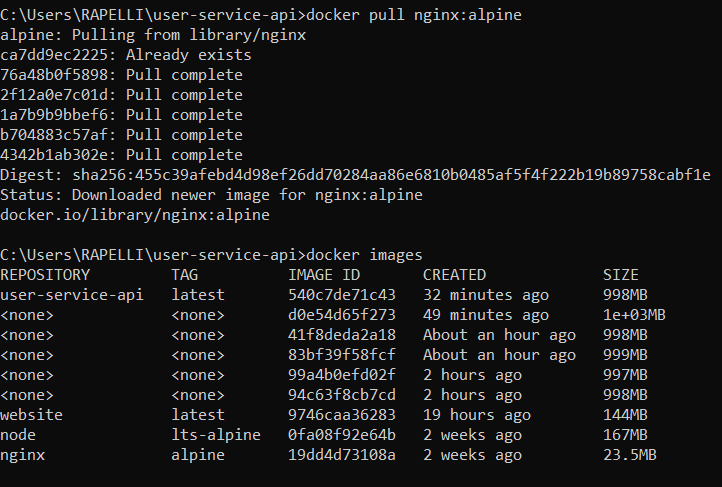 C:\Users\RAPELLI\user-service-api>docker pull nginx:alpine
alpine: Pulling from library/nginx
ca7dd9ec2225: Already exists
76a48b0f5898: Pull complete
2f12a0e7c01d: Pull complete
1a7b9b9bbef6: Pull complete
b704883c57af: Pull complete
4342b1ab302e: Pull complete
Digest: sha256:455c39afebd4d98ef26dd70284aa86e6810b0485af5f4f222b19b89758cabf1e
Status: Downloaded newer image for nginx:alpine
docker.io/library/nginx:alpine
C:\Users\RAPELLI\user-service-api>docker images
REPOSITORY TAG IMAGE ID CREATED SIZE
user-service-api latest 540c7de71c43 32 minutes ago 998MB
<none> <none> d0e54d65f273 49 minutes ago 1e+03MB
<none> <none> 41f8deda2a18 About an hour ago 998MB
<none> <none> 83bf39f58fcf About an hour ago 999MB
<none> <none> 99a4b0efd02f 2 hours ago 997MB
<none> <none> 94c63f8cb7cd 2 hours ago 998MB
website latest 9746caa36283 19 hours ago 144MB
node lts-alpine 0fa08f92e64b 2 weeks ago 167MB
nginx alpine 19dd4d73108a 2 weeks ago 23.5MB